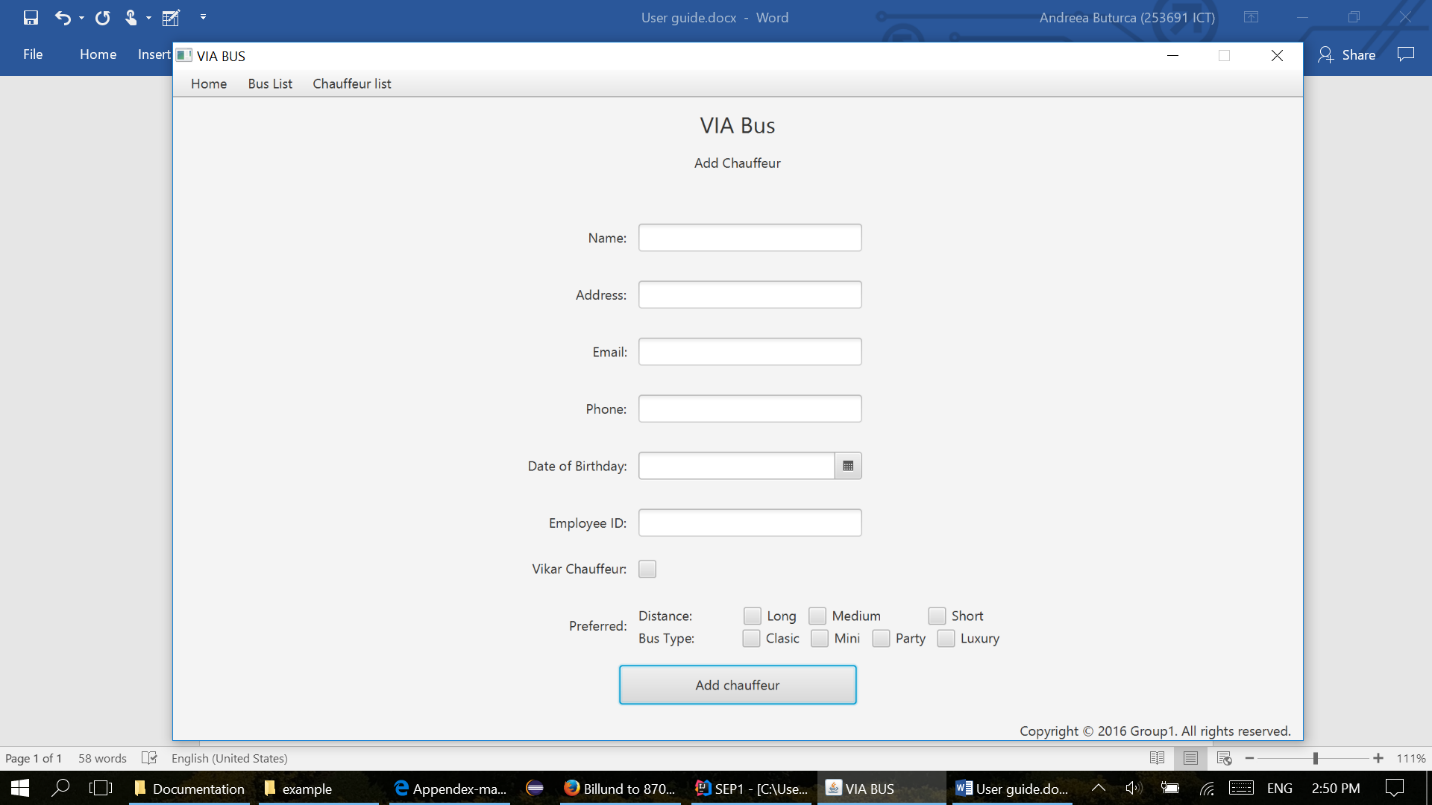 User guide.docx - Word
Andreea Buturca (253691 ICT)
File Home Insert
Share
VIA BUS
Home Bus List Chauffeur list
VIA Bus
Add Chauffeur
Name:
Address:
Email:
Phone:
Date of Birthday:
Employee ID:
Vikar Chauffeur:
Preferred:
Distance: Long Medium Short
Bus Type: Clasic Mini Party Luxury
Add chauffeur
Copyright © 2016 Group1. All rights reserved.
Page 1 of 1 58 words English (United States) 111%
Documentation example Appendex-ma... Billund to 870... SEP1 - [C:\Use... VIA BUS User guide.do... ENG 2:50 PM